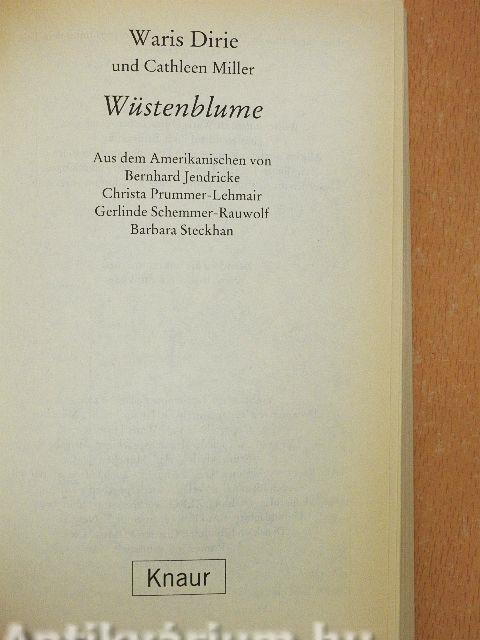 Waris Dirie
und Cathleen Miller
Wüstenblume
Aus dem Amerikanischen von
Bernhard Jendricke
Christa Prummer-Lehmair
Gerlinde Schemmer-Rauwolf
Barbara Steckhan
Knaur
Antikvárium.hu